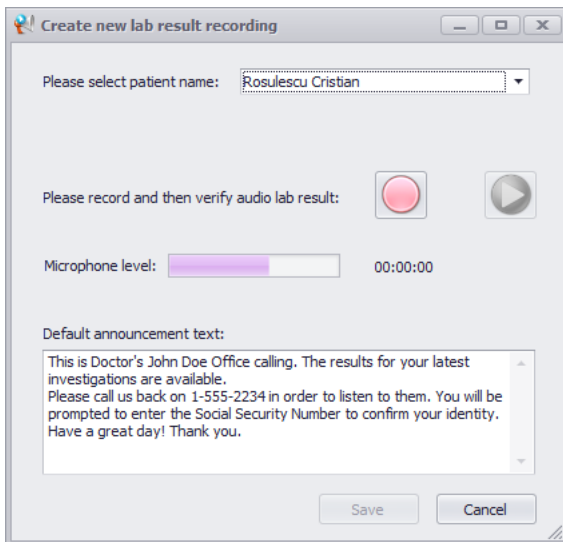 Create new lab result recording
Please select patient name: Rosulescu Cristian
Please record and then verify audio lab result:
Microphone level: 00:00:00
Default announcement text:
This is Doctor's John Doe Office calling. The results for your latest
investigations are available.
Please call us back on 1-555-2234 in order to listen to them. You will be
prompted to enter the Social Security Number to confirm your identity.
Have a great day! Thank you.
Save Cancel